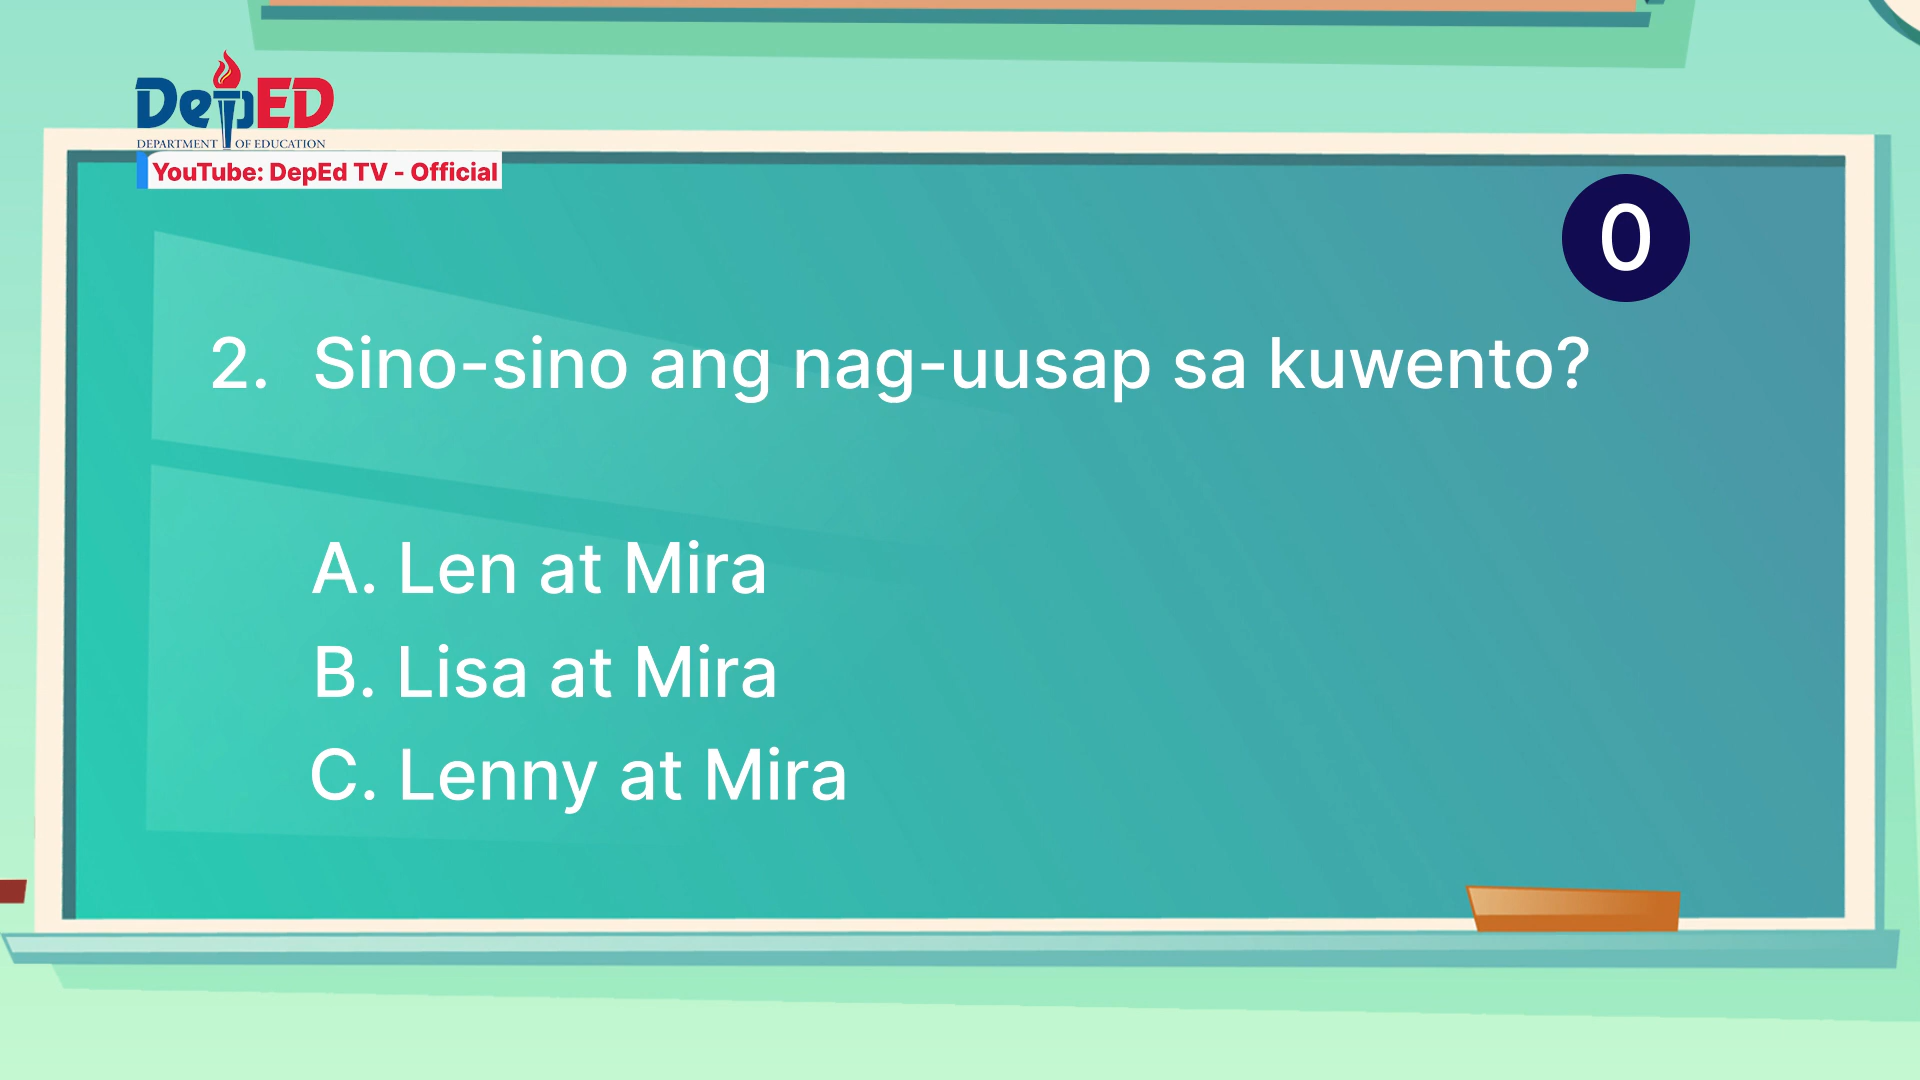 DepED
DEPARTMENT OF EDUCATION
YouTube: DepEd TV - Official
0
2. Sino-sino ang nag-uusap sa kuwento?
A. Len at Mira
B. Lisa at Mira
C. Lenny at Mira